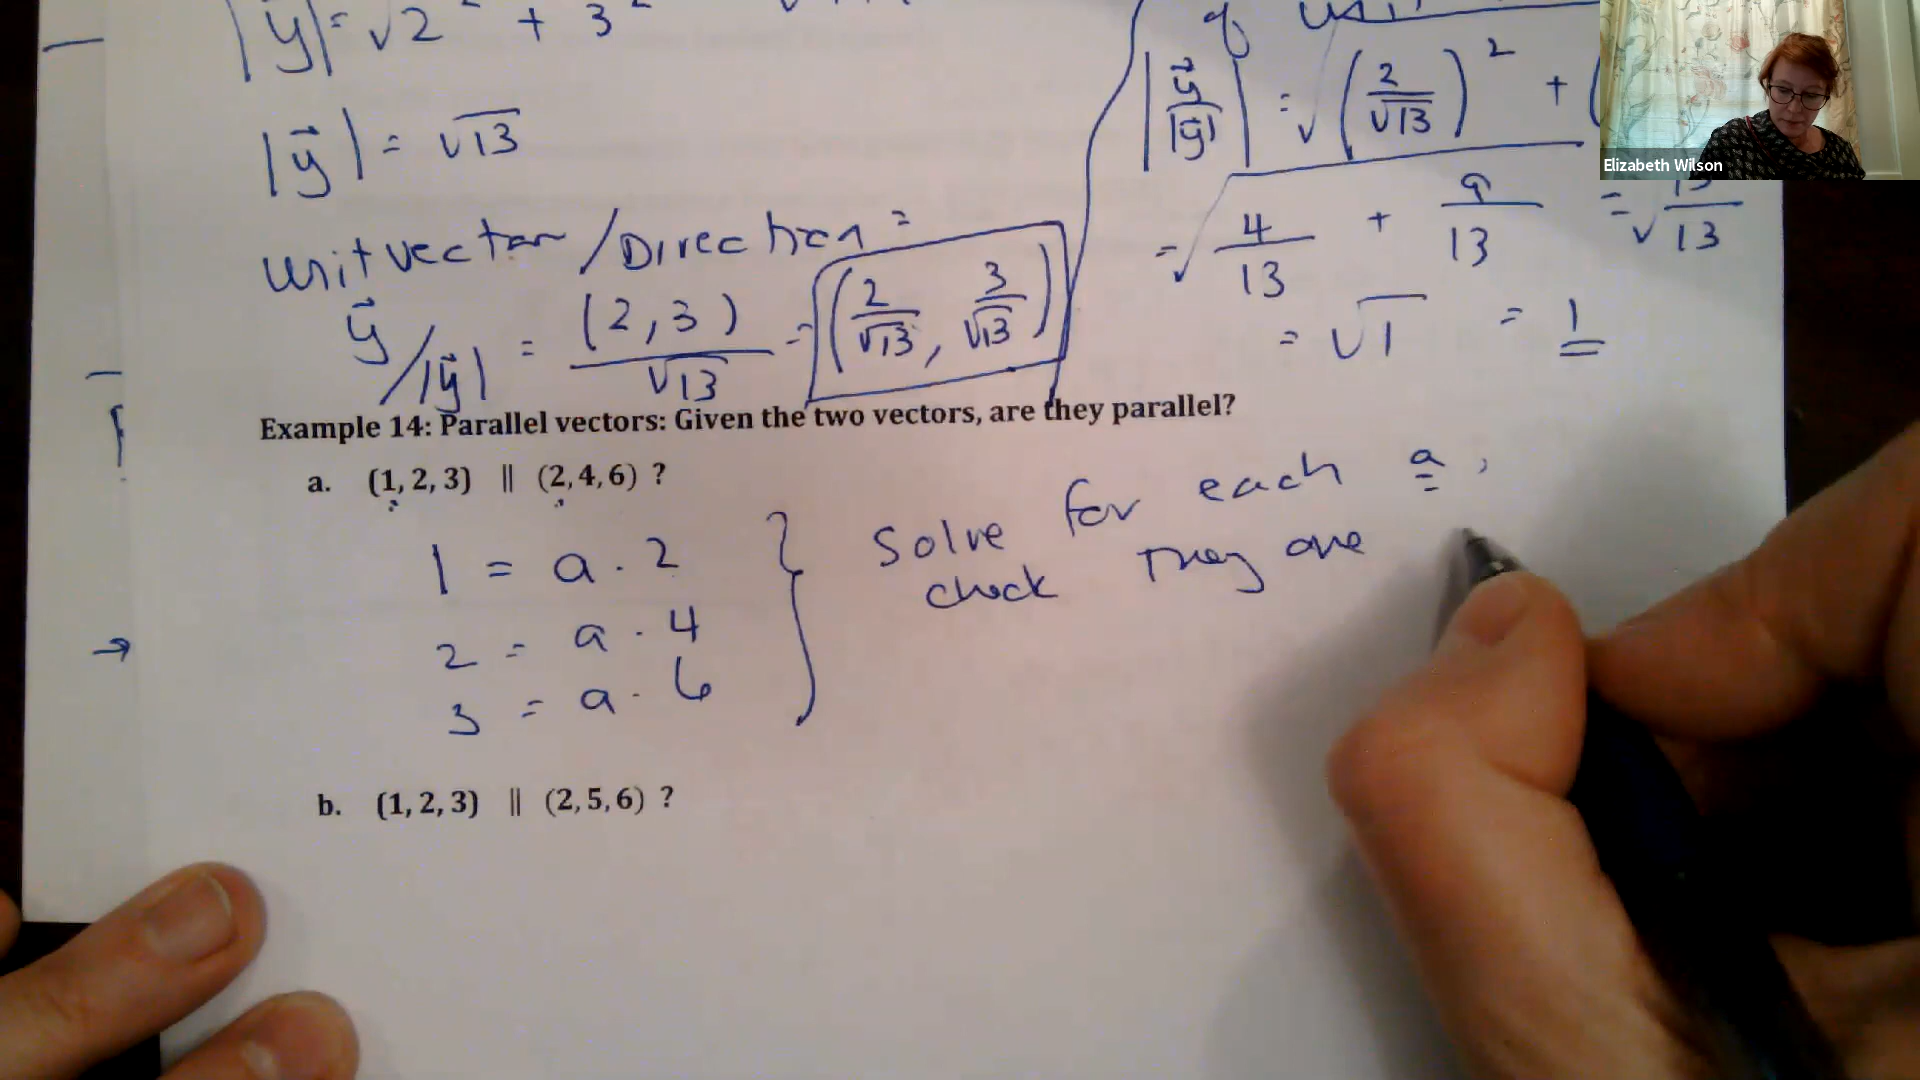 |y⃗| = √2² + 3²
|y⃗| = √13
unit vector / Direction =
y⃗/|y⃗| = (2, 3)/√13 = (2/√13, 3/√13)
of unit
|y⃗/|y⃗|| = √(2/√13)² + (
Elizabeth Wilson
= √4/13 + 9/13 = √13/13
= √1 = 1
Example 14: Parallel vectors: Given the two vectors, are they parallel?
a. (1, 2, 3) ∥ (2, 4, 6) ?
1 = a · 2
2 = a · 4
3 = a · 6
Solve for each a,
check they are
b. (1, 2, 3) ∥ (2, 5, 6) ?